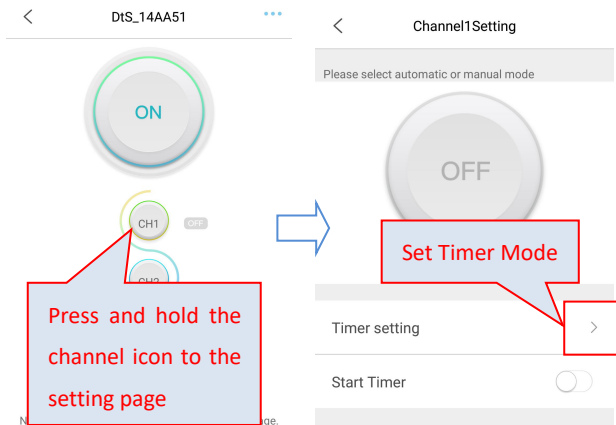 DtS_14AA51
ON
CH1
OFF
CH2
Press and hold the
channel icon to the
setting page
Channel1Setting
Please select automatic or manual mode
OFF
Set Timer Mode
Timer setting
Start Timer